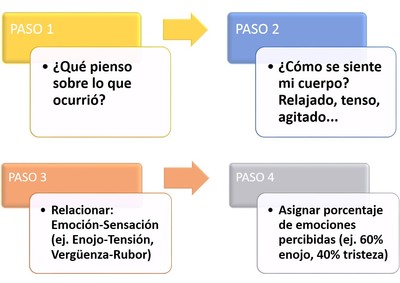 PASO 1
• ¿Qué pienso
sobre lo que
ocurrió?
PASO 2
• ¿Cómo se siente
mi cuerpo?
Relajado, tenso,
agitado...
PASO 3
• Relacionar:
Emoción-Sensación
(ej. Enojo-Tensión,
Vergüenza-Rubor)
PASO 4
• Asignar porcentaje
de emociones
percibidas (ej. 60%
enojo, 40% tristeza)